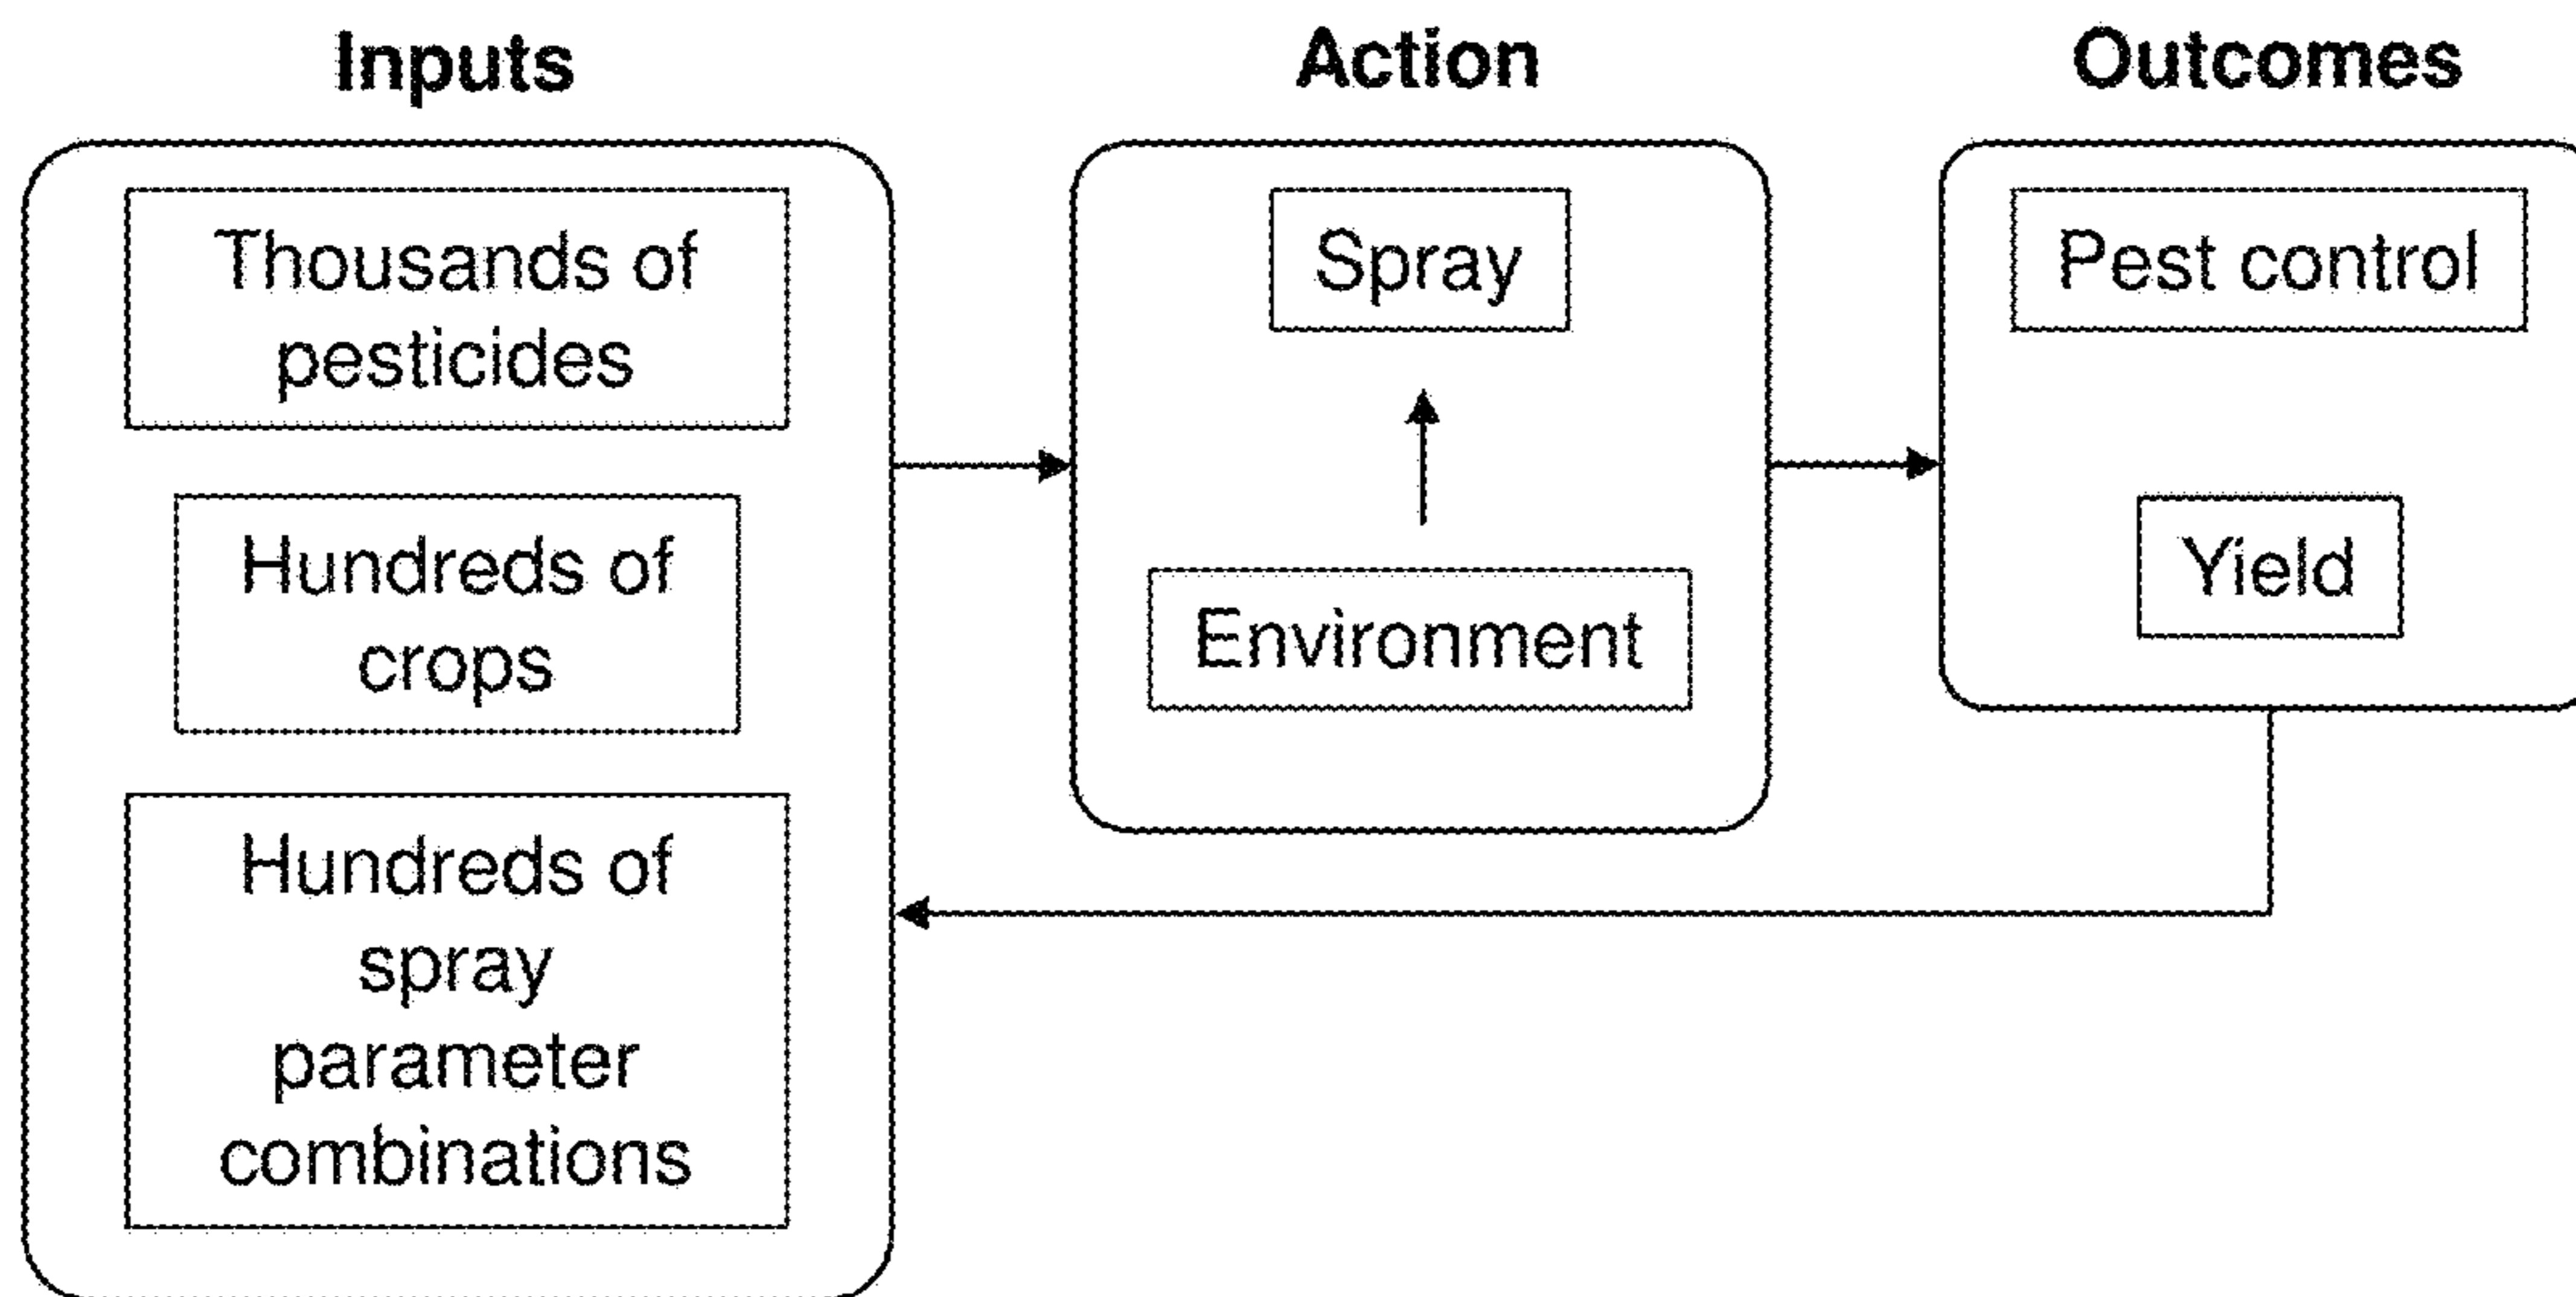 Inputs
Thousands of
pesticides
Hundreds of
crops
Hundreds of
spray
parameter
combinations
Action
Spray
Environment
Outcomes
Pest control
Yield